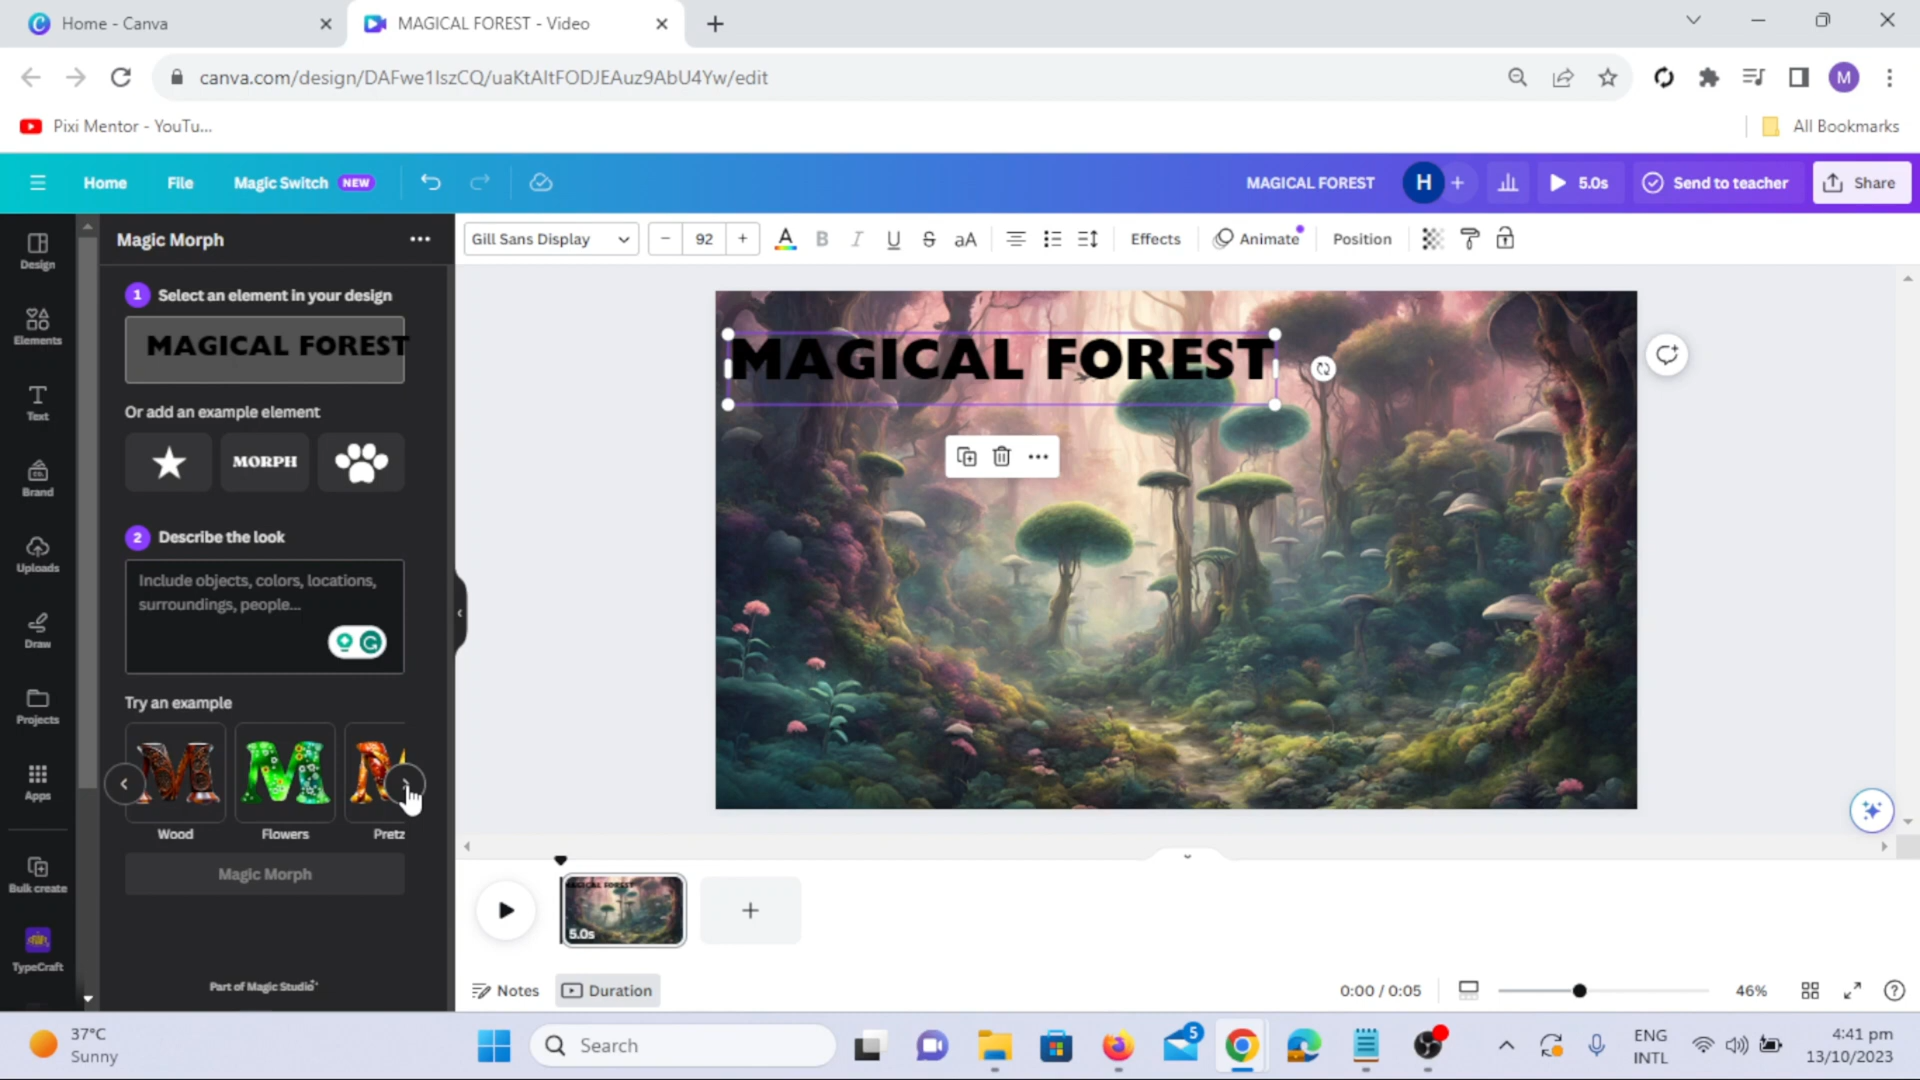 Home - Canva
MAGICAL FOREST - Video
canva.com/design/DAFwe1IszCQ/uaKtAltFODJEAuz9AbU4Yw/edit
M
Pixi Mentor - YouTu...
All Bookmarks
Home
File
Magic Switch NEW
MAGICAL FOREST
H
5.0s
Send to teacher
Share
Design
Elements
Text
Brand
Uploads
Draw
Projects
Apps
Bulk create
TypeCraft
Magic Morph
1 Select an element in your design
MAGICAL FOREST
Or add an example element
MORPH
2 Describe the look
Include objects, colors, locations,
surroundings, people...
Try an example
Wood
Flowers
Pretz
Magic Morph
Part of Magic Studio
Gill Sans Display
92
A B I U S aA
Effects
Animate
Position
MAGICAL FOREST
MAGICAL FOREST
5.0s
Notes
Duration
0:00 / 0:05
46%
37°C
Sunny
Search
5
ENG
INTL
4:41 pm
13/10/2023